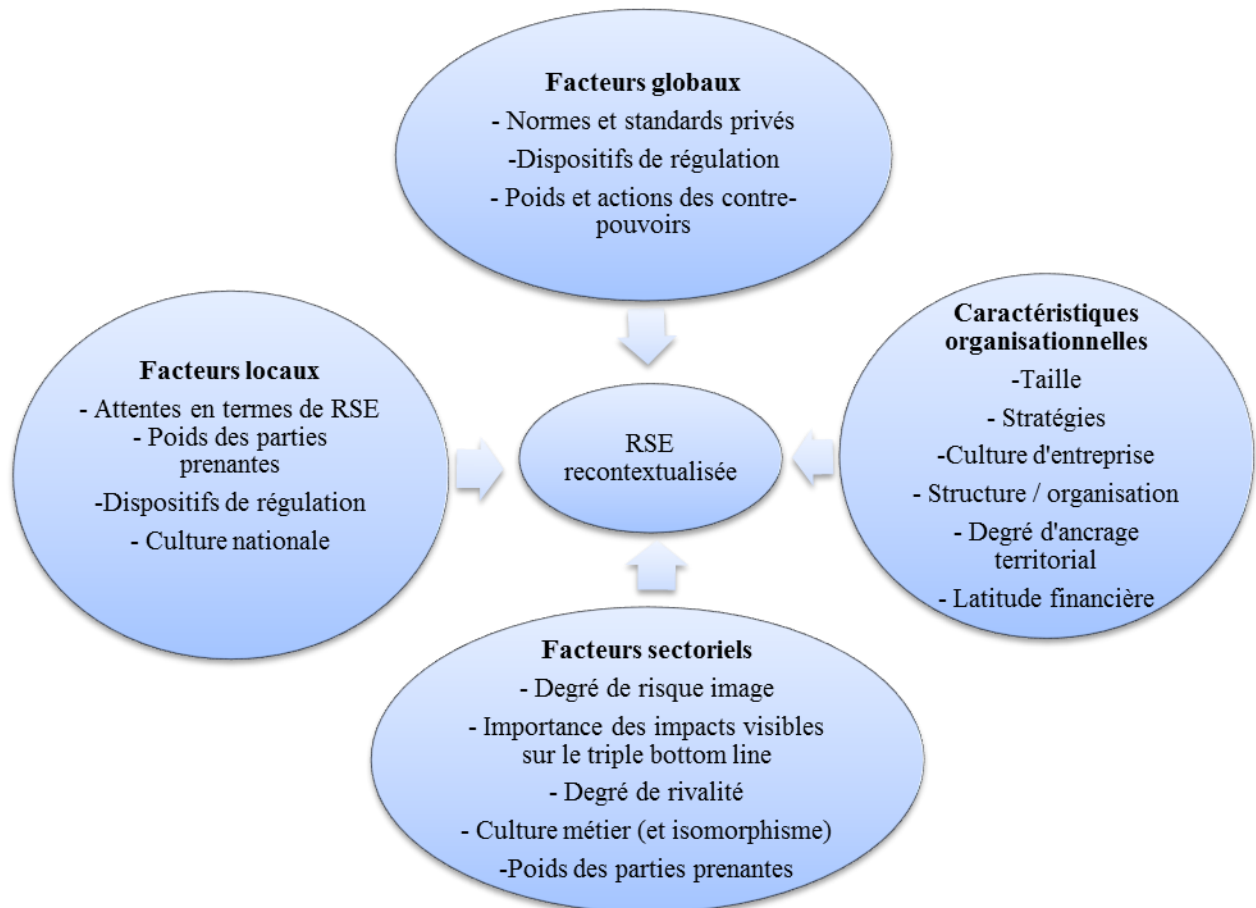 Facteurs globaux
- Normes et standards privés
-Dispositifs de régulation
- Poids et actions des contre-
pouvoirs
Facteurs locaux
- Attentes en termes de RSE
- Poids des parties
prenantes
-Dispositifs de régulation
- Culture nationale
RSE
recontextualisée
Caractéristiques
organisationnelles
-Taille
- Stratégies
-Culture d'entreprise
- Structure / organisation
- Degré d'ancrage
territorial
- Latitude financière
Facteurs sectoriels
- Degré de risque image
- Importance des impacts visibles
sur le triple bottom line
- Degré de rivalité
- Culture métier (et isomorphisme)
-Poids des parties prenantes